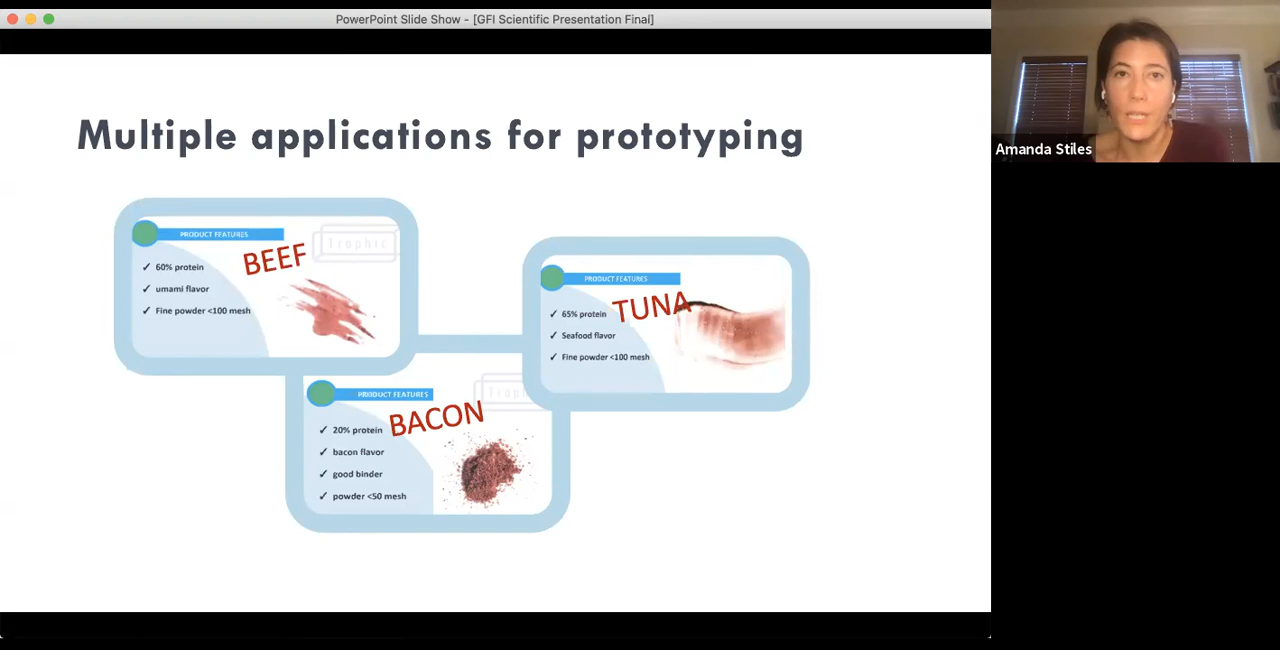 PowerPoint Slide Show - [GFI Scientific Presentation Final]
Amanda Stiles
Multiple applications for prototyping
PRODUCT FEATURES
Trophic
BEEF
✓ 60% protein
✓ umami flavor
✓ Fine powder <100 mesh
PRODUCT FEATURES
TUNA
✓ 65% protein
✓ Seafood flavor
✓ Fine powder <100 mesh
PRODUCT FEATURES
BACON
✓ 20% protein
✓ bacon flavor
✓ good binder
✓ powder <50 mesh